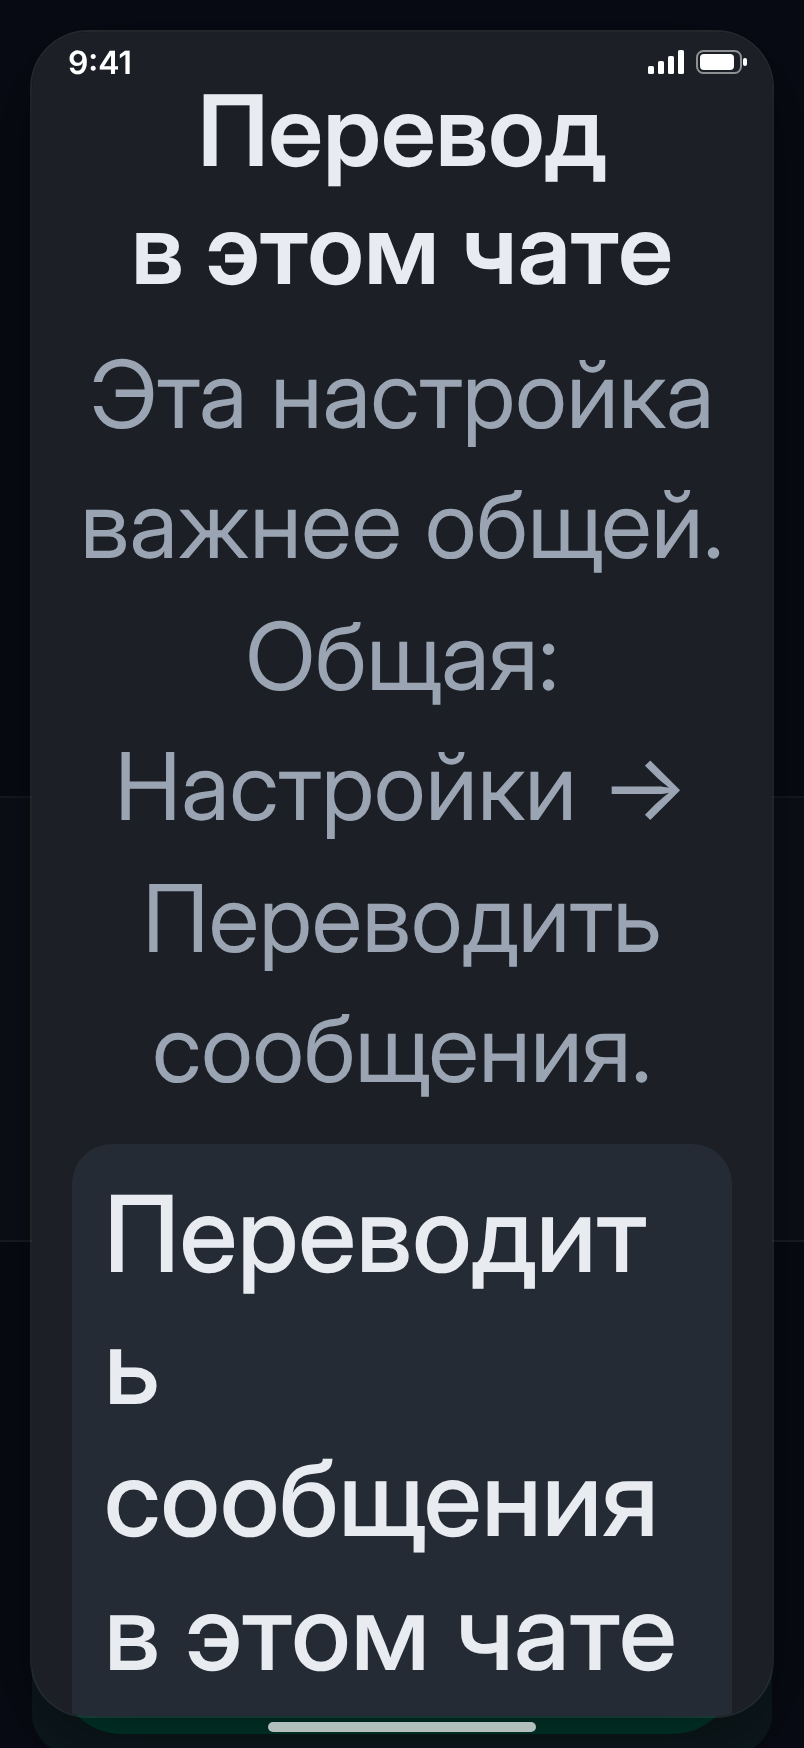 9:41
Перевод
в этом чате
Эта настройка
важнее общей.
Общая:
Настройки →
Переводить
сообщения.
Переводит
ь
сообщения
в этом чате